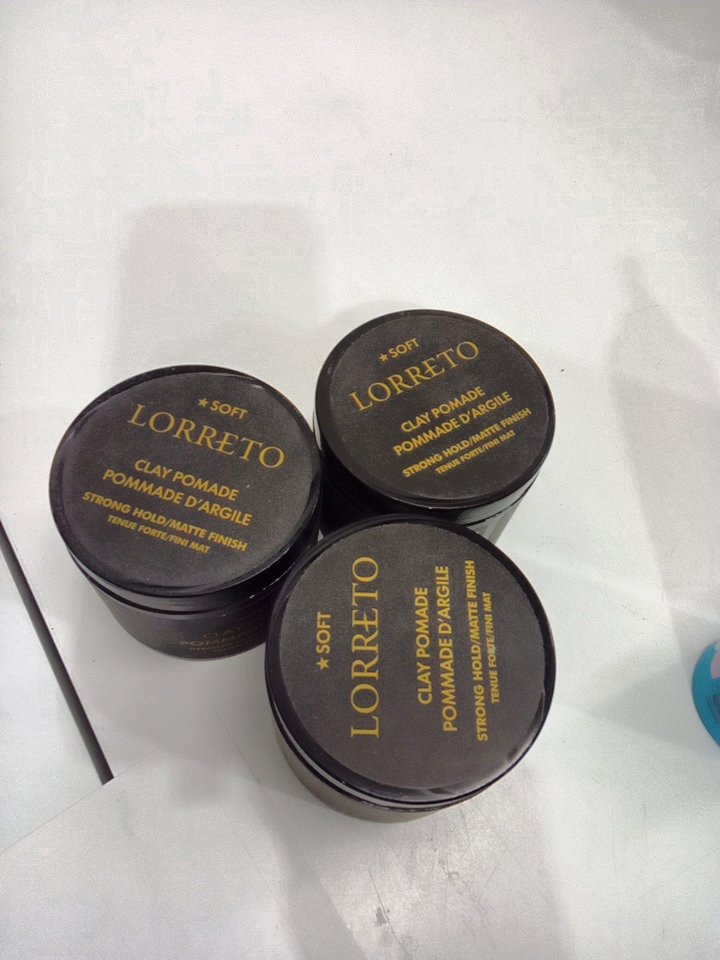 ★SOFT
LORRETO
CLAY POMADE
POMMADE D'ARGILE
STRONG HOLD/MATTE FINISH
TENUE FORTE/FINI MAT
★SOFT
LORRETO
CLAY POMADE
POMMADE D'ARGILE
STRONG HOLD/MATTE FINISH
TENUE FORTE/FINI MAT
★SOFT
LORRETO
CLAY POMADE
POMMADE D'ARGILE
STRONG HOLD/MATTE FINISH
TENUE FORTE/FINI MAT